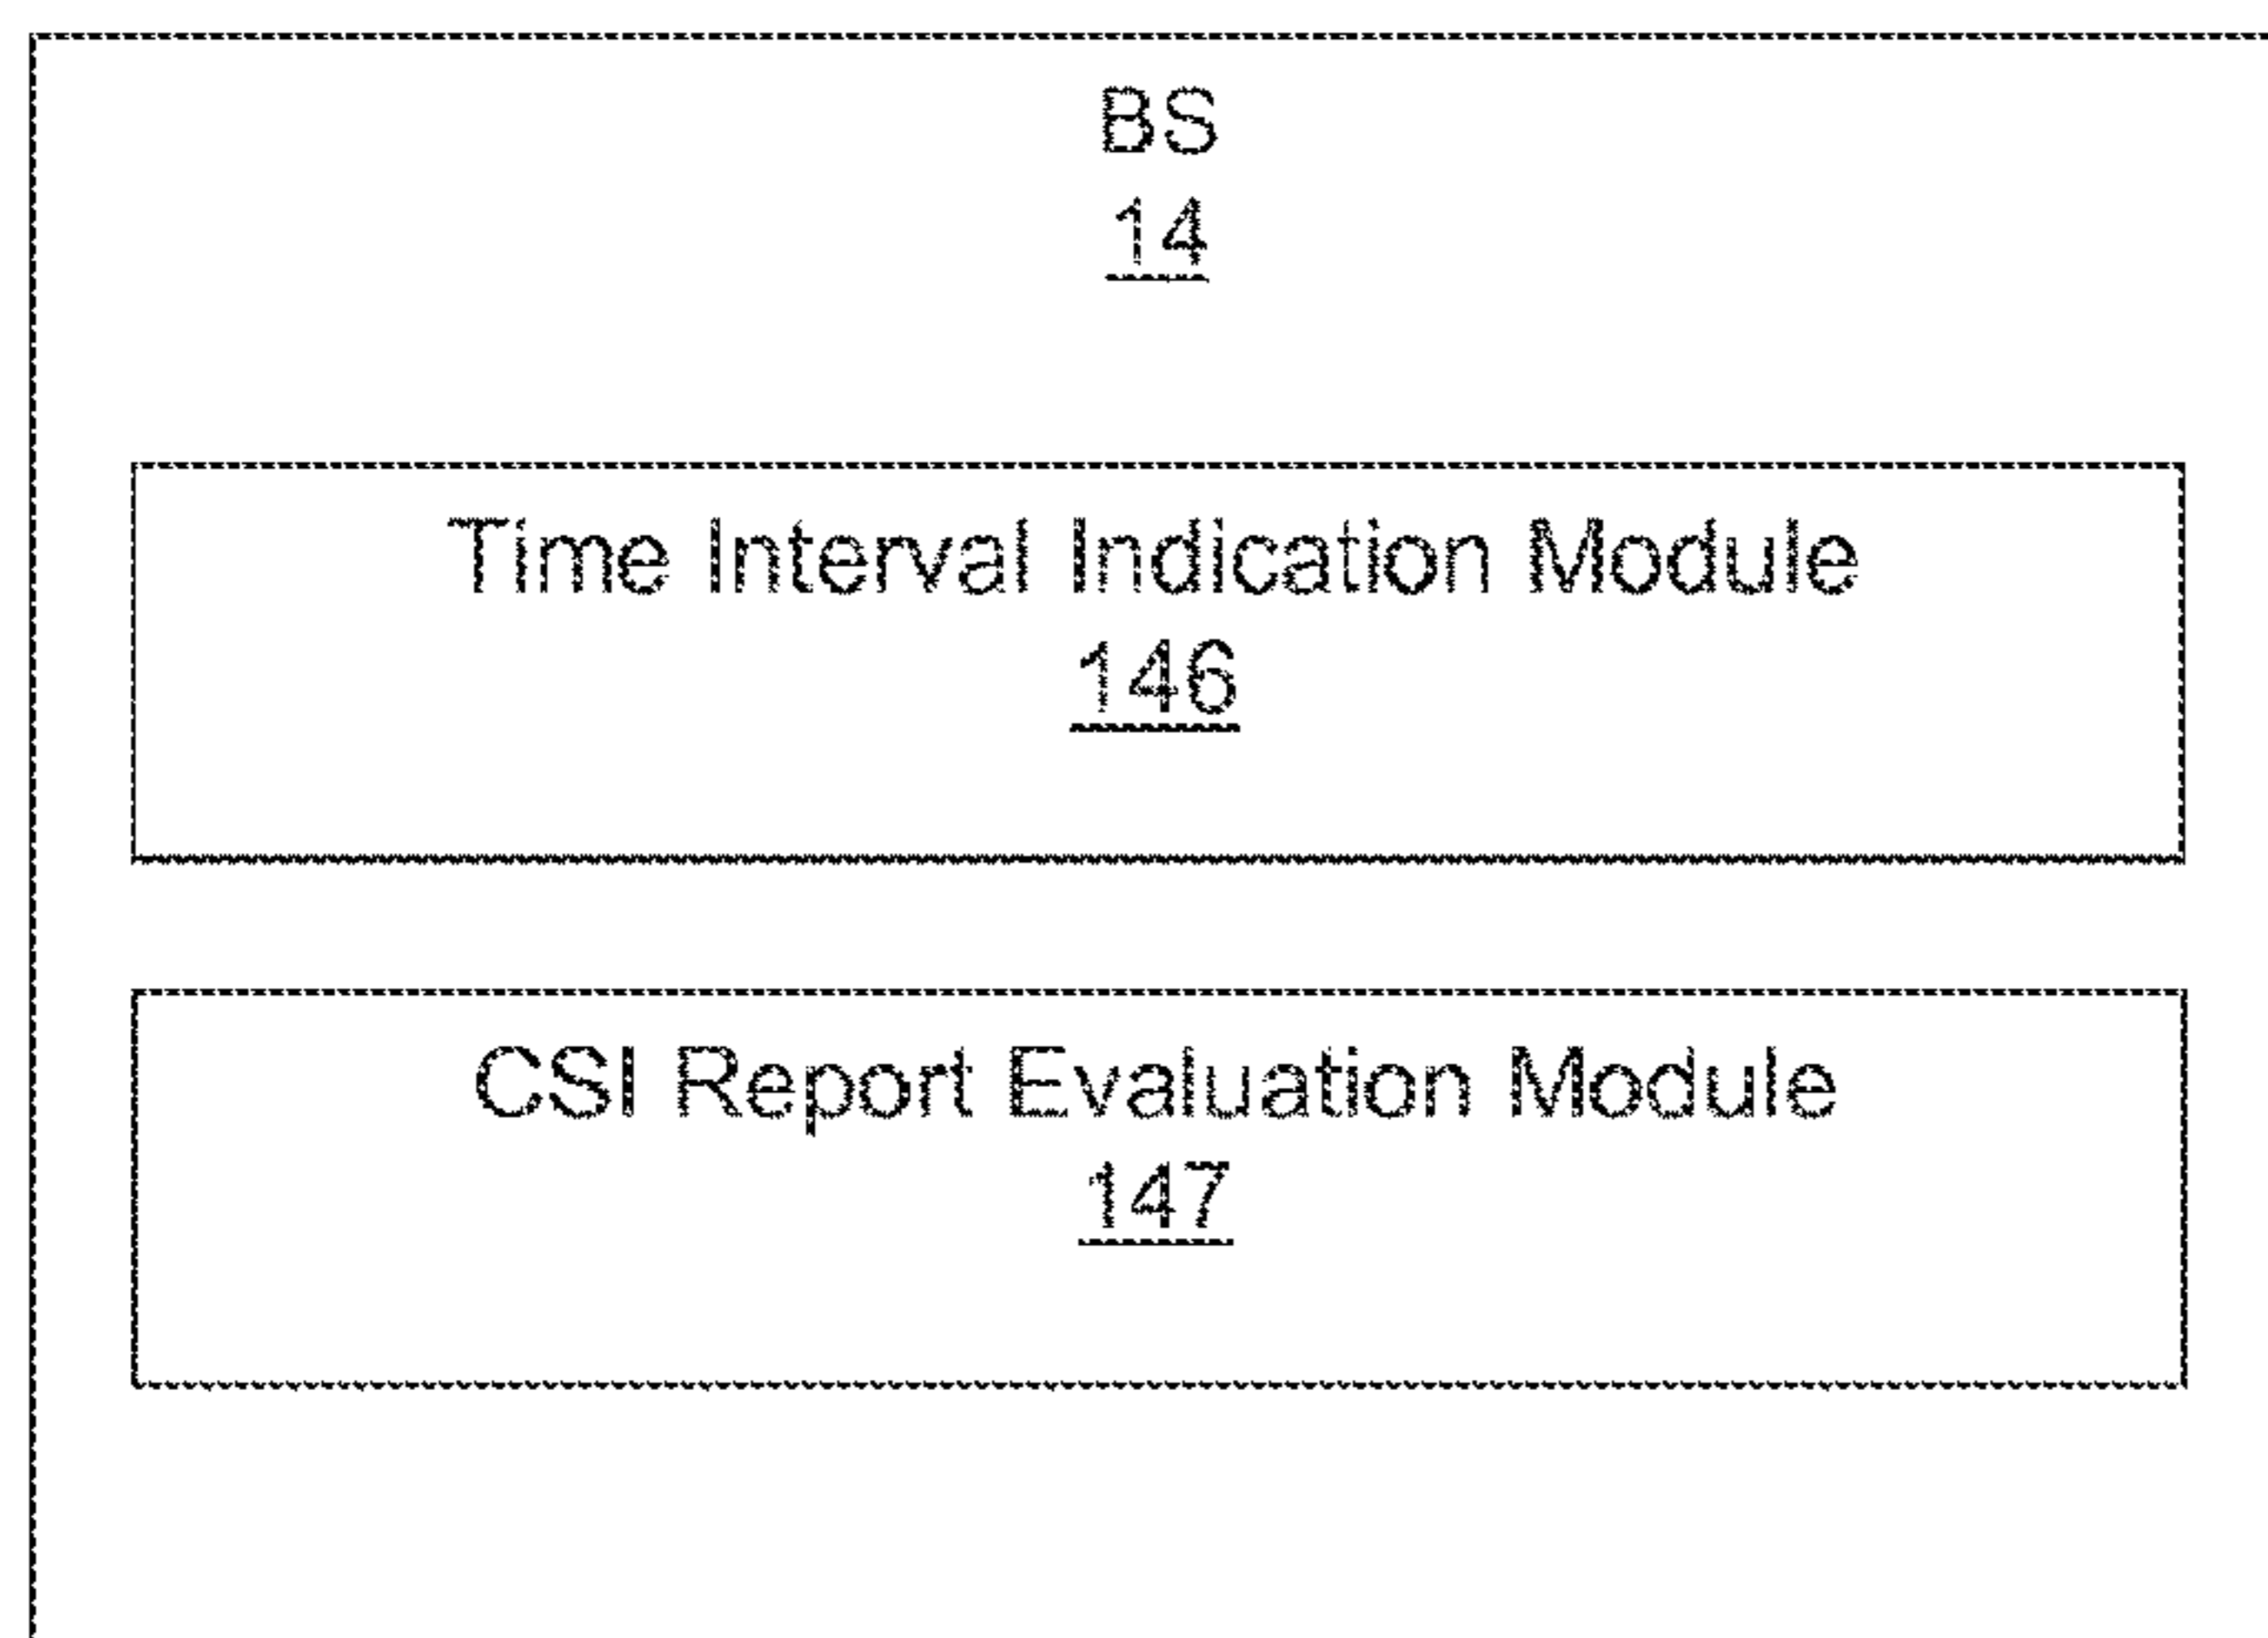 BS
14
Time Interval Indication Module
146
CSI Report Evaluation Module
147